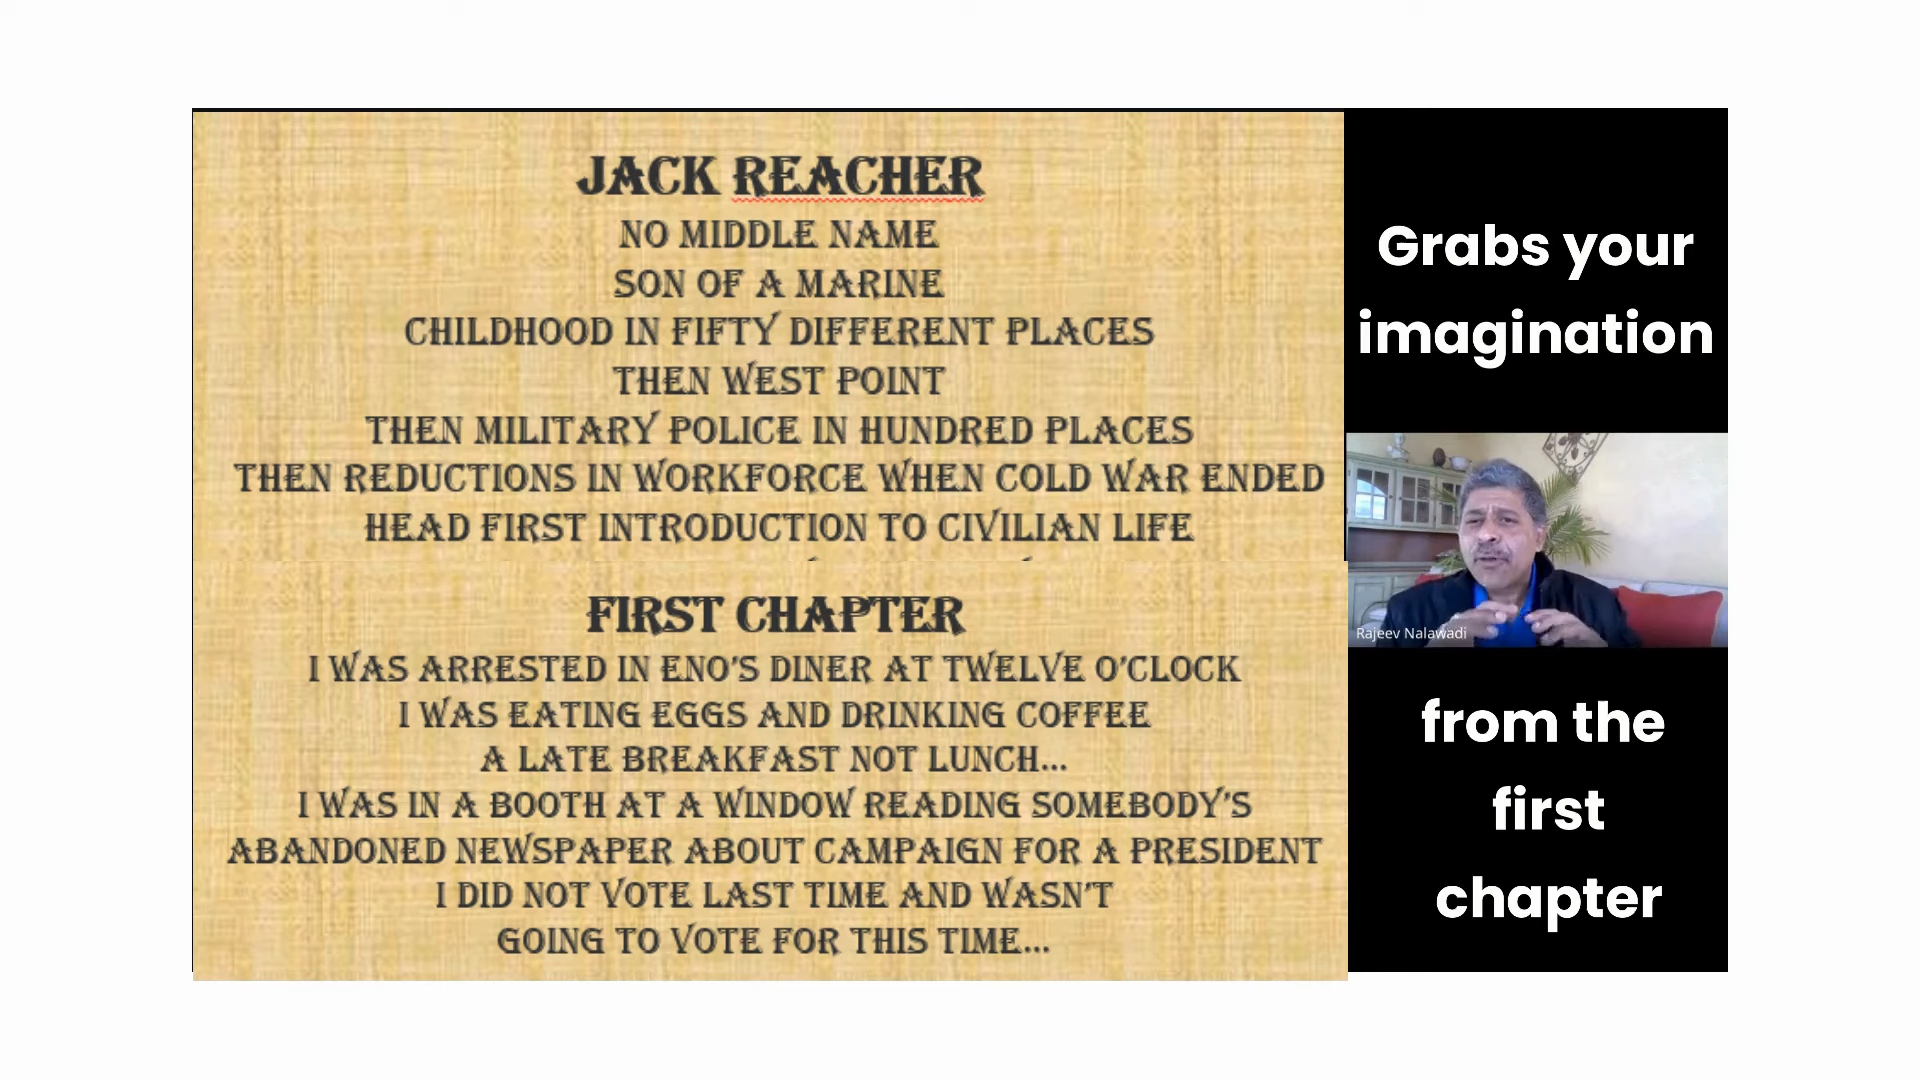 JACK REACHER
NO MIDDLE NAME
SON OF A MARINE
CHILDHOOD IN FIFTY DIFFERENT PLACES
THEN WEST POINT
THEN MILITARY POLICE IN HUNDRED PLACES
THEN REDUCTIONS IN WORKFORCE WHEN COLD WAR ENDED
HEAD FIRST INTRODUCTION TO CIVILIAN LIFE
FIRST CHAPTER
I WAS ARRESTED IN ENO'S DINER AT TWELVE O'CLOCK
I WAS EATING EGGS AND DRINKING COFFEE
A LATE BREAKFAST NOT LUNCH...
I WAS IN A BOOTH AT A WINDOW READING SOMEBODY'S
ABANDONED NEWSPAPER ABOUT CAMPAIGN FOR A PRESIDENT
I DID NOT VOTE LAST TIME AND WASN'T
GOING TO VOTE FOR THIS TIME...
Grabs your
imagination
Rajeev Nalawadi
from the
first
chapter